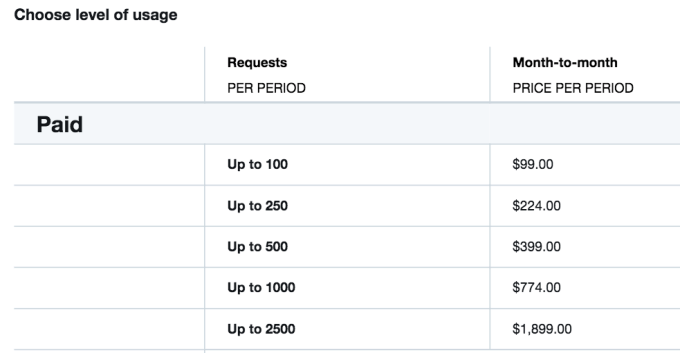 Choose level of usage
Requests Month-to-month
PER PERIOD PRICE PER PERIOD
Paid
Up to 100 $99.00
Up to 250 $224.00
Up to 500 $399.00
Up to 1000 $774.00
Up to 2500 $1,899.00